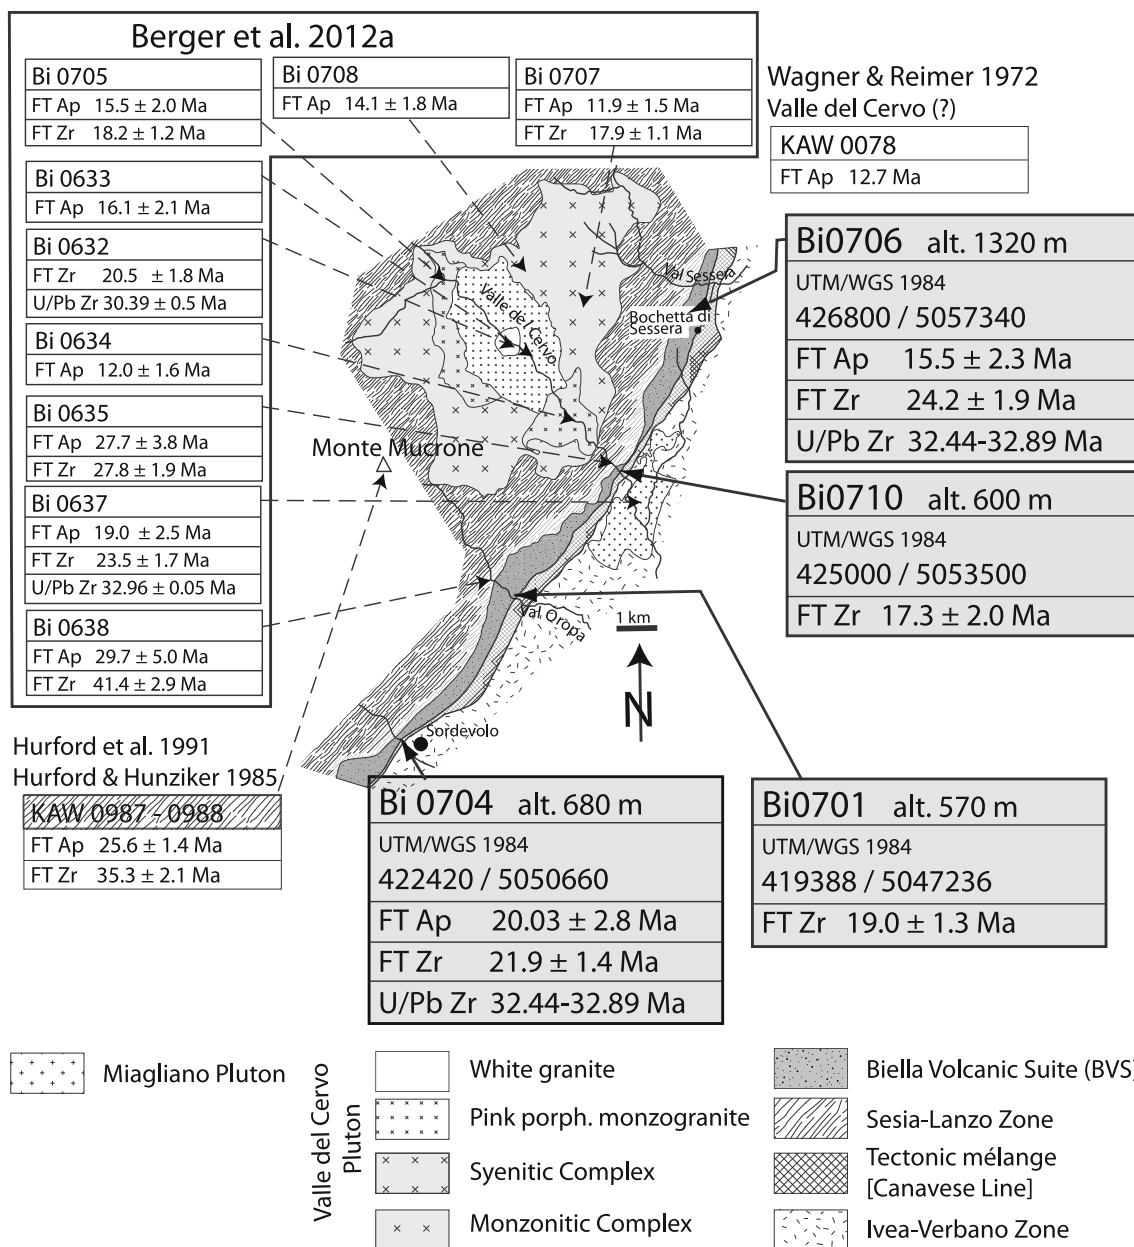 Berger et al. 2012a
Bi 0705
FT Ap 15.5 ± 2.0 Ma
FT Zr 18.2 ± 1.2 Ma
Bi 0708
FT Ap 14.1 ± 1.8 Ma
Bi 0707
FT Ap 11.9 ± 1.5 Ma
FT Zr 17.9 ± 1.1 Ma
Wagner & Reimer 1972
Valle del Cervo (?)
KAW 0078
FT Ap 12.7 Ma
Bi 0633
FT Ap 16.1 ± 2.1 Ma
Bi 0632
FT Zr 20.5 ± 1.8 Ma
U/Pb Zr 30.39 ± 0.5 Ma
Bi 0634
FT Ap 12.0 ± 1.6 Ma
Bi 0635
FT Ap 27.7 ± 3.8 Ma
FT Zr 27.8 ± 1.9 Ma
Bi 0637
FT Ap 19.0 ± 2.5 Ma
FT Zr 23.5 ± 1.7 Ma
U/Pb Zr 32.96 ± 0.05 Ma
Bi 0638
FT Ap 29.7 ± 5.0 Ma
FT Zr 41.4 ± 2.9 Ma
Valle del Cervo
Val Sessera
Bochetta di
Sessera
Monte Mucrone
Val Oropa
1 km
N
Sordevolo
Bi0706 alt. 1320 m
UTM/WGS 1984
426800 / 5057340
FT Ap 15.5 ± 2.3 Ma
FT Zr 24.2 ± 1.9 Ma
U/Pb Zr 32.44-32.89 Ma
Bi0710 alt. 600 m
UTM/WGS 1984
425000 / 5053500
FT Zr 17.3 ± 2.0 Ma
Hurford et al. 1991
Hurford & Hunziker 1985
KAW 0987 - 0988
FT Ap 25.6 ± 1.4 Ma
FT Zr 35.3 ± 2.1 Ma
Bi 0704 alt. 680 m
UTM/WGS 1984
422420 / 5050660
FT Ap 20.03 ± 2.8 Ma
FT Zr 21.9 ± 1.4 Ma
U/Pb Zr 32.44-32.89 Ma
Bi0701 alt. 570 m
UTM/WGS 1984
419388 / 5047236
FT Zr 19.0 ± 1.3 Ma
Miagliano Pluton
Valle del Cervo
Pluton
White granite
Pink porph. monzogranite
Syenitic Complex
Monzonitic Complex
Biella Volcanic Suite (BVS)
Sesia-Lanzo Zone
Tectonic mélange
[Canavese Line]
Ivea-Verbano Zone